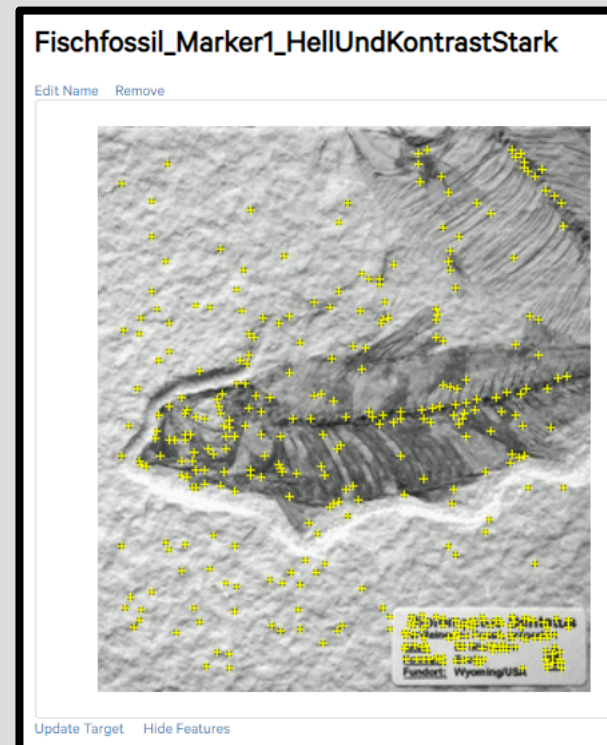 Fischfossil_Marker1_HellUndKontrastStark
Edit Name Remove
Fundort: Wyoming/USA
Update Target Hide Features